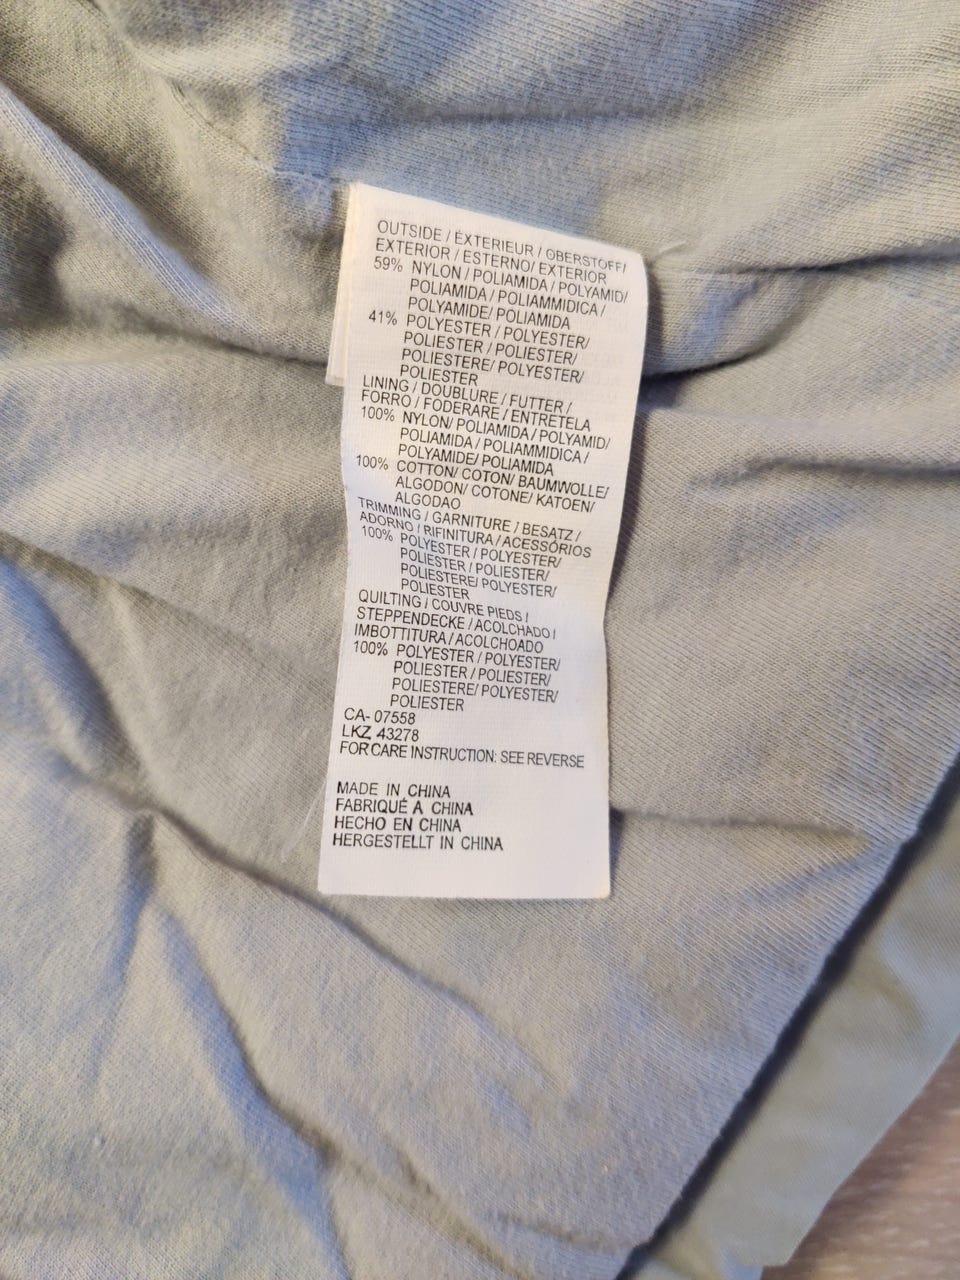 OUTSIDE / ÉXTERIEUR / OBERSTOFF/
EXTERIOR / ESTERNO/ EXTERIOR
59% NYLON / POLIAMIDA / POLYAMID/
POLIAMIDA / POLIAMMIDICA /
POLYAMIDE/ POLIAMIDA
41% POLYESTER / POLYESTER/
POLIESTER / POLIESTER/
POLIESTERE/ POLYESTER/
POLIESTER
LINING / DOUBLURE / FUTTER /
FORRO / FODERARE / ENTRETELA
100% NYLON/ POLIAMIDA / POLYAMID/
POLIAMIDA / POLIAMMIDICA /
POLYAMIDE/ POLIAMIDA
100% COTTON/ COTON/ BAUMWOLLE/
ALGODON/ COTONE/ KATOEN/
ALGODAO
TRIMMING / GARNITURE / BESATZ /
ADORNO / RIFINITURA / ACESSÓRIOS
100% POLYESTER / POLYESTER/
POLIESTER / POLIESTER/
POLIESTERE/ POLYESTER/
POLIESTER
QUILTING / COUVRE PIEDS /
STEPPENDECKE / ACOLCHADO /
IMBOTTITURA / ACOLCHOADO
100% POLYESTER / POLYESTER/
POLIESTER / POLIESTER/
POLIESTERE/ POLYESTER/
POLIESTER
CA- 07558
LKZ 43278
FOR CARE INSTRUCTION: SEE REVERSE
MADE IN CHINA
FABRIQUÉ A CHINA
HECHO EN CHINA
HERGESTELLT IN CHINA